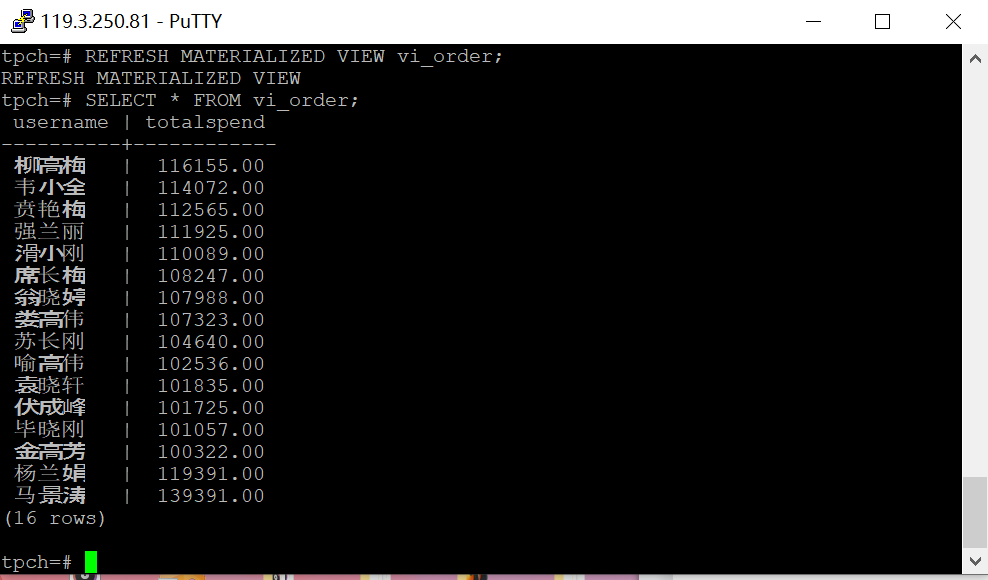 119.3.250.81 - PuTTY
tpch=# REFRESH MATERIALIZED VIEW vi_order;
REFRESH MATERIALIZED VIEW
tpch=# SELECT * FROM vi_order;
username | totalspend
----------+------------
柳高梅 | 116155.00
韦小全 | 114072.00
贲艳梅 | 112565.00
强兰丽 | 111925.00
滑小刚 | 110089.00
席长梅 | 108247.00
翁晓婷 | 107988.00
娄高伟 | 107323.00
苏长刚 | 104640.00
喻高伟 | 102536.00
袁晓轩 | 101835.00
伏成峰 | 101725.00
毕晓刚 | 101057.00
金高芳 | 100322.00
杨兰娟 | 119391.00
马景涛 | 139391.00
(16 rows)
tpch=#